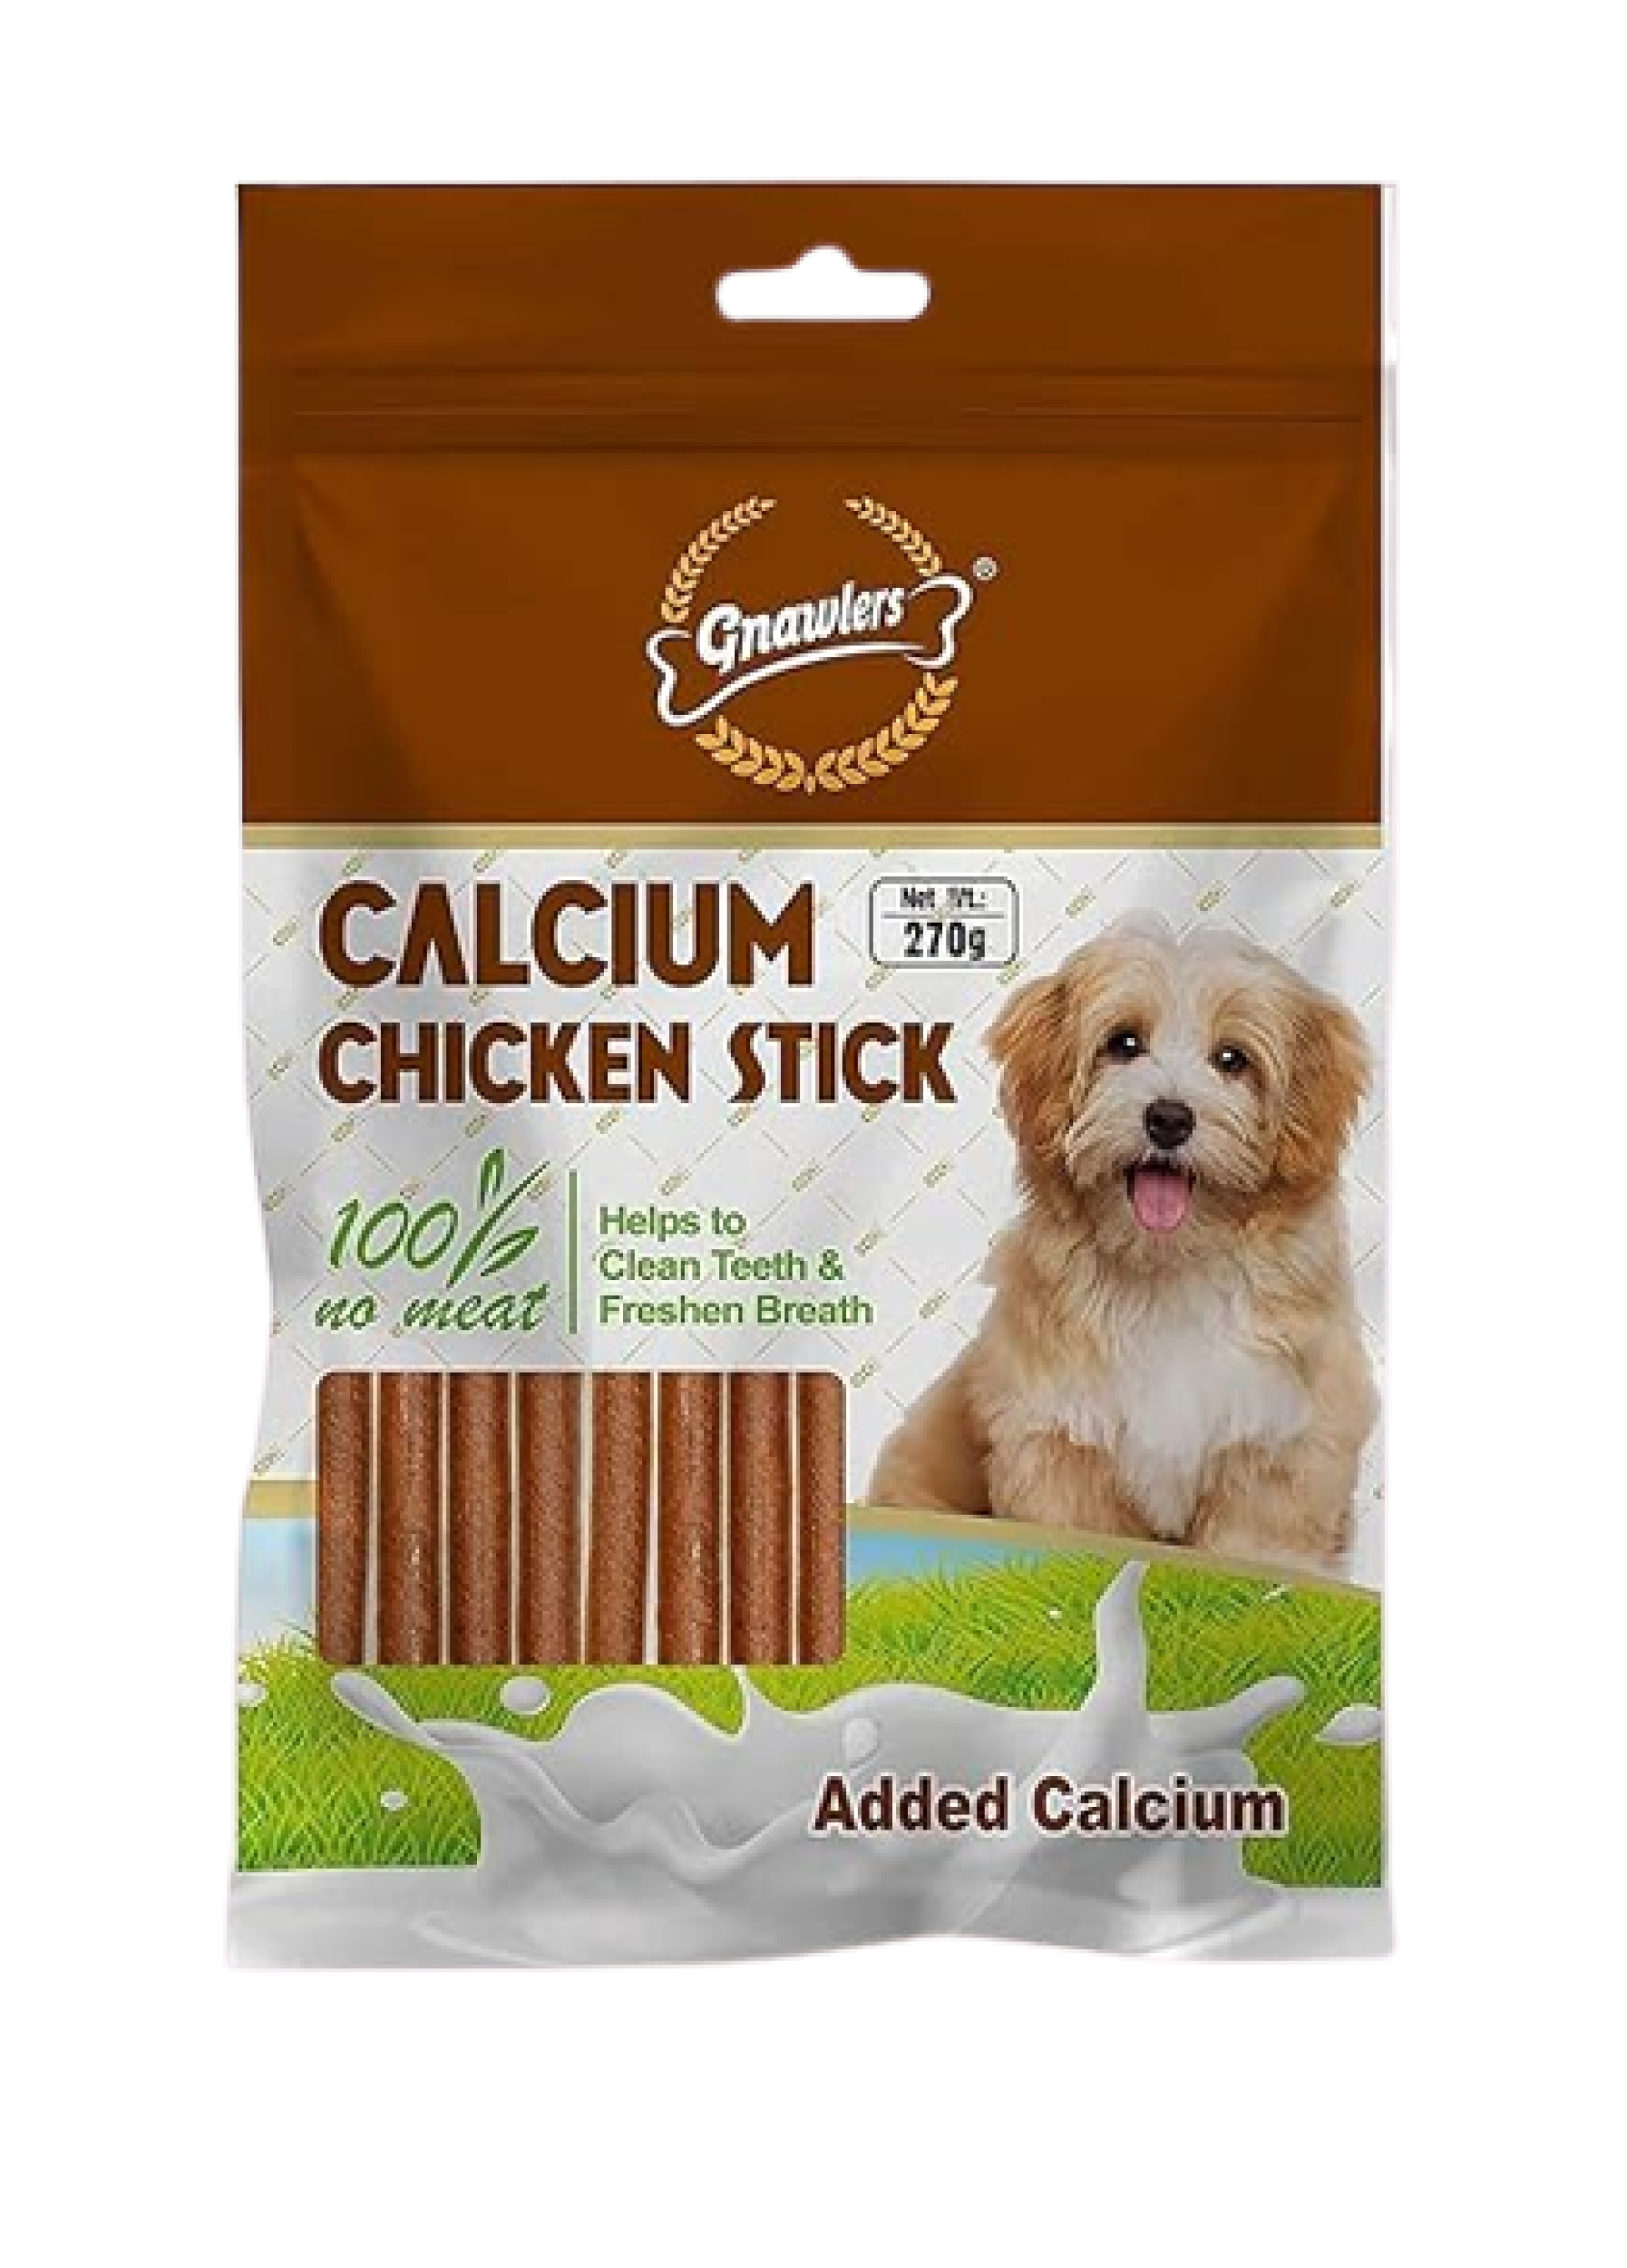 Gnawlers®
CALCIUM
Net Wt.:
270g
CHICKEN STICK
100%
no meat
Helps to
Clean Teeth &
Freshen Breath
Added Calcium